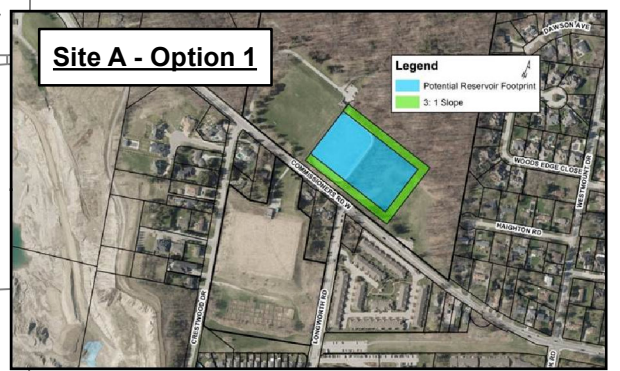 Site A - Option 1
Legend
Potential Reservoir Footprint
3: 1 Slope
DAWSON AVE
WOODS EDGE CLOSE
WESTMOUNT DR
HAIGHTON RD
COMMISSIONERS RD W
CRESTWOOD DR
LONGWORTH RD